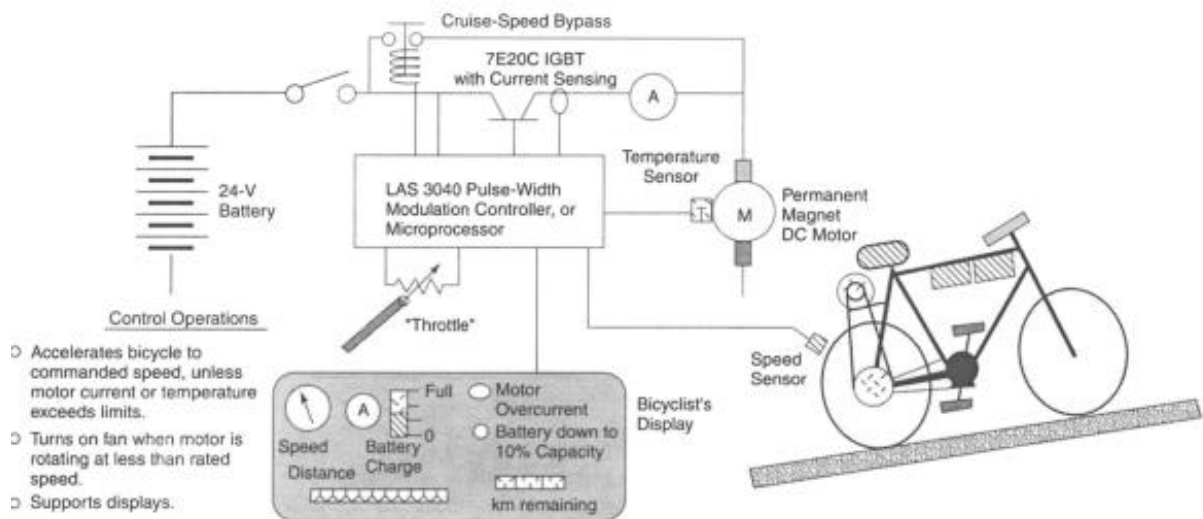 Cruise-Speed Bypass
7E20C IGBT
with Current Sensing
A
24-V
Battery
LAS 3040 Pulse-Width
Modulation Controller, or
Microprocessor
Temperature
Sensor
T
M
Permanent
Magnet
DC Motor
"Throttle"
Speed
Sensor
Control Operations
Accelerates bicycle to
commanded speed, unless
motor current or temperature
exceeds limits.
Turns on fan when motor is
rotating at less than rated
speed.
Supports displays.
Speed
A
Full
0
Battery
Charge
Distance
Motor
Overcurrent
Battery down to
10% Capacity
km remaining
Bicyclist's
Display